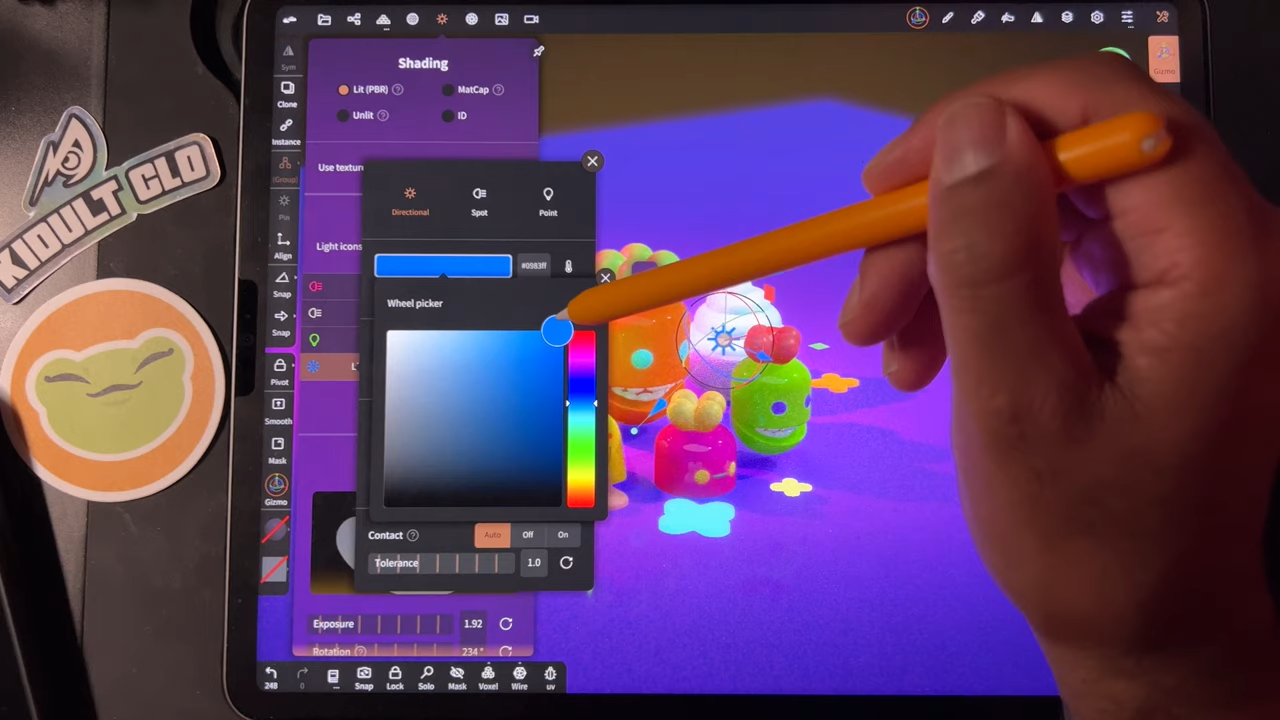 Sym
Clone
Instance
(Group)
Pin
Align
Snap
Snap
Pivot
Smooth
Mask
Gizmo
Shading
Lit (PBR) ?
MatCap ?
Unlit ?
ID
Use texture
Light icons
Directional
Spot
Point
#0983ff
Wheel picker
Contact ?
Auto
Off
On
Tolerance
1.0
Exposure
1.92
Rotation ?
234 °
248
0
Snap
Lock
Solo
Mask
Voxel
Wire
uv
Gizmo
KIDULT CLO